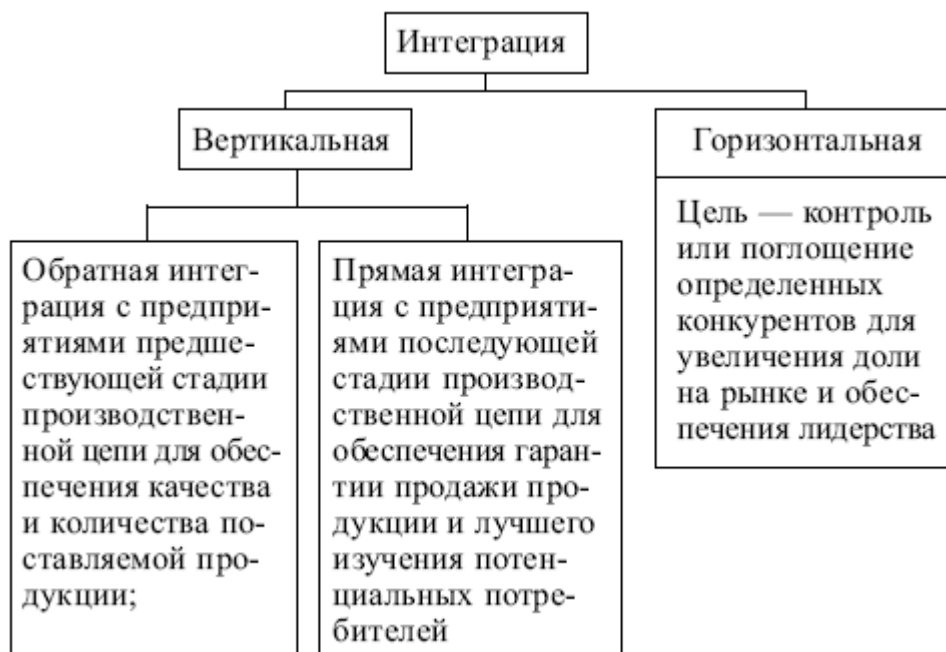 Интеграция
Вертикальная
Горизонтальная
Цель — контроль
или поглощение
определенных
конкурентов для
увеличения доли
на рынке и обес-
печения лидерства
Обратная интег-
рация с предпри-
ятиями предше-
ствующей стадии
производствен-
ной цепи для обес-
печения качества
и количества по-
ставляемой про-
дукции;
Прямая интегра-
ция с предприяти-
ями последующей
стадии производ-
ственной цепи для
обеспечения гаран-
тии продажи про-
дукции и лучшего
изучения потен-
циальных потре-
бителей